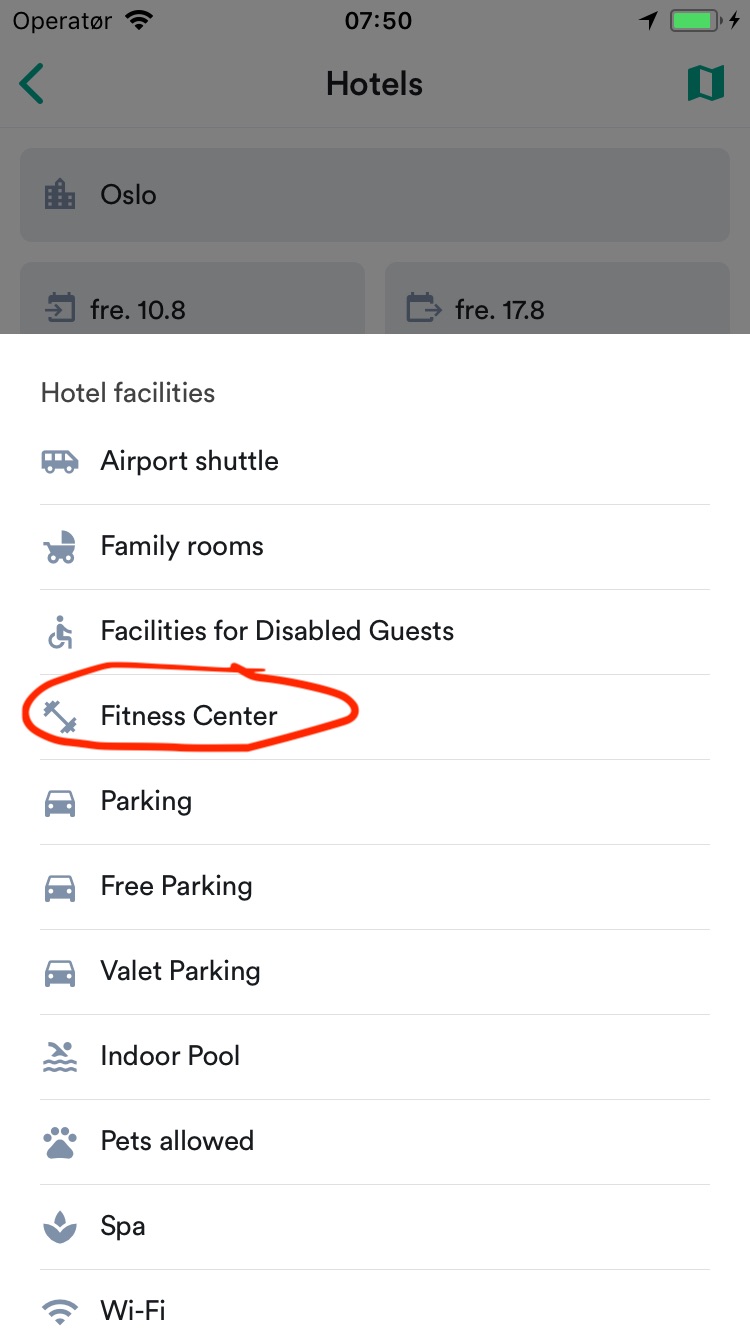 Operatør 07:50
Hotels
Oslo
fre. 10.8 fre. 17.8
Hotel facilities
Airport shuttle
Family rooms
Facilities for Disabled Guests
Fitness Center
Parking
Free Parking
Valet Parking
Indoor Pool
Pets allowed
Spa
Wi-Fi